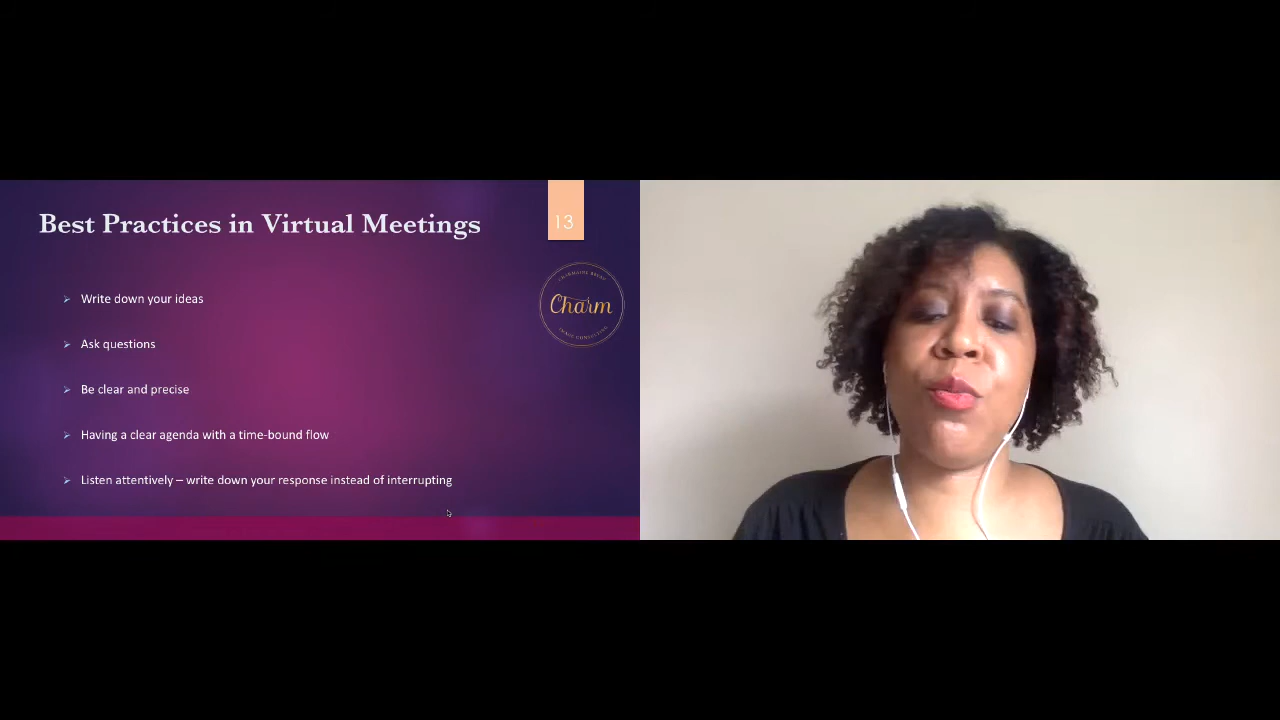 Best Practices in Virtual Meetings
13
Write down your ideas
Ask questions
Be clear and precise
Having a clear agenda with a time-bound flow
Listen attentively – write down your response instead of interrupting
Charm